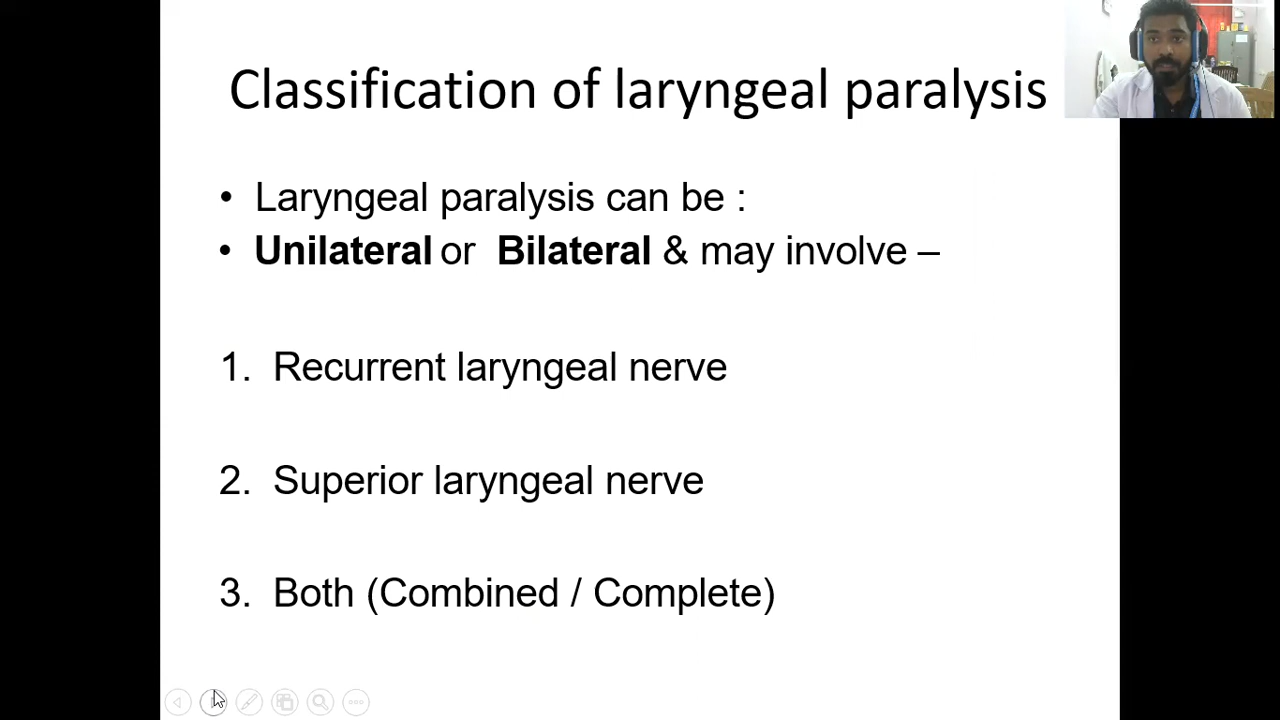 Classification of laryngeal paralysis
• Laryngeal paralysis can be :
• Unilateral or Bilateral & may involve –
1. Recurrent laryngeal nerve
2. Superior laryngeal nerve
3. Both (Combined / Complete)